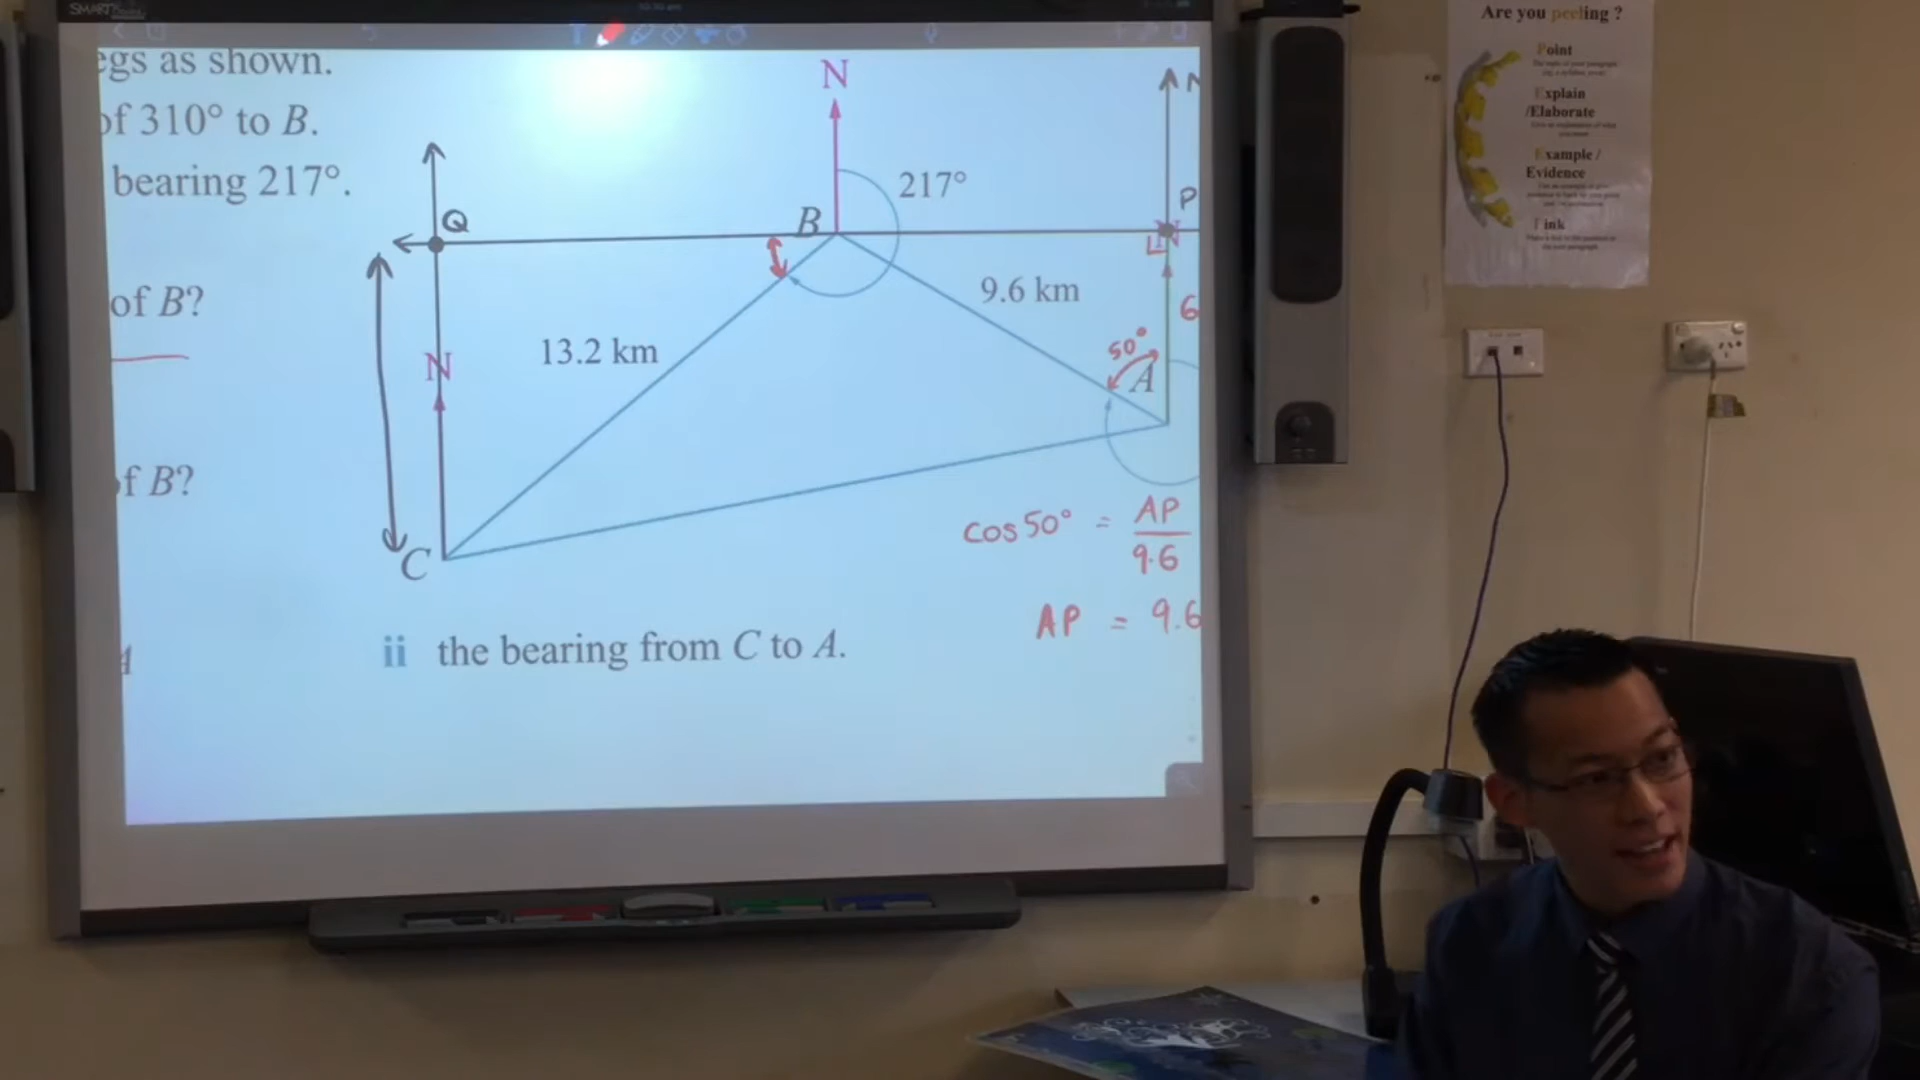 SMART
egs as shown.
of 310° to B.
bearing 217°.
of B?
f B?
N
N
217°
P
Q
B
N
L
9.6 km
6
13.2 km
50°
A
N
C
cos 50° = AP / 9.6
AP = 9.6
ii the bearing from C to A.
Are you peeling ?
Point
Explain
/Elaborate
Example /
Evidence
Link